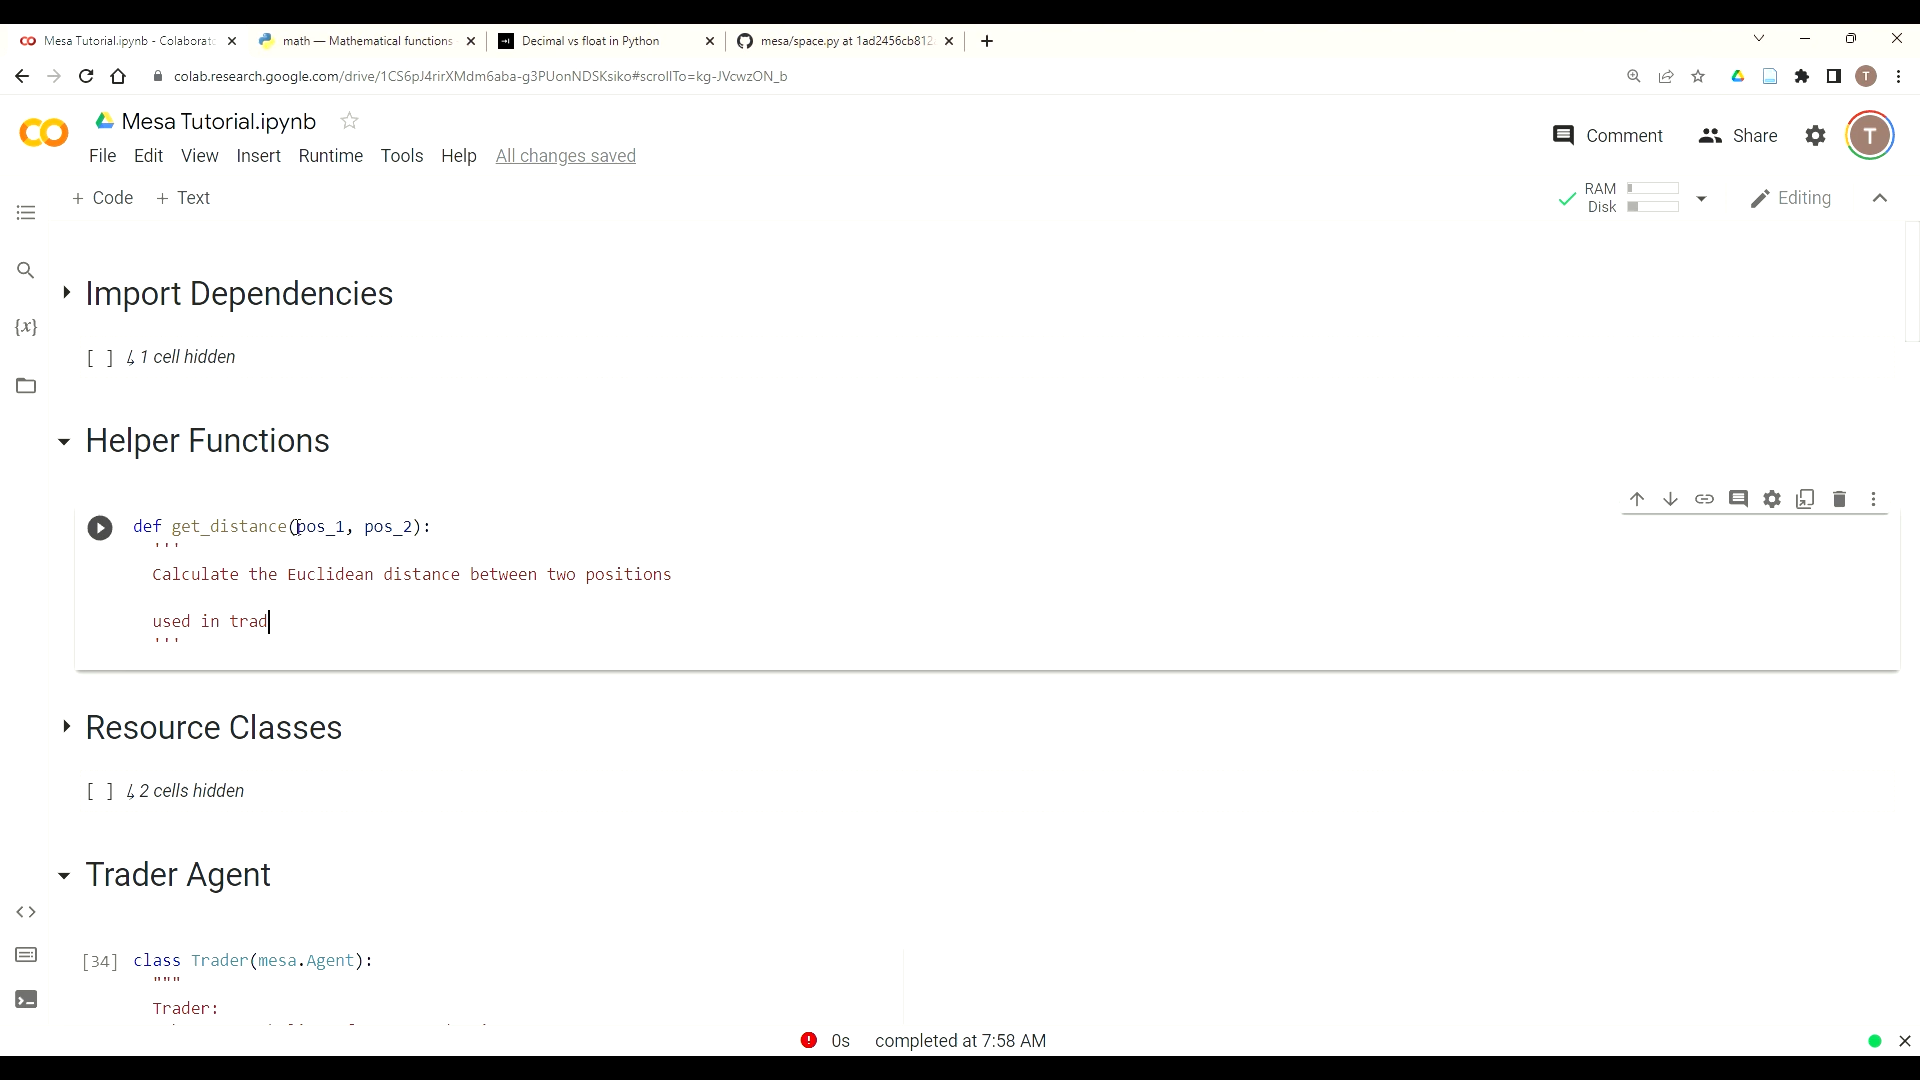 Mesa Tutorial.ipynb - Colaborato
math — Mathematical functions
Decimal vs float in Python
mesa/space.py at 1ad2456cb812
colab.research.google.com/drive/1CS6pJ4rirXMdm6aba-g3PUonNDSKsiko#scrollTo=kg-JVcwzON_b
T
Mesa Tutorial.ipynb
File Edit View Insert Runtime Tools Help All changes saved
Comment
Share
T
+ Code + Text
RAM
Disk
Editing
{x}
Import Dependencies
[ ] ↳ 1 cell hidden
Helper Functions
def get_distance(pos_1, pos_2):
'''
Calculate the Euclidean distance between two positions
used in trad
'''
Resource Classes
[ ] ↳ 2 cells hidden
Trader Agent
[34] class Trader(mesa.Agent):
"""
Trader:
0s completed at 7:58 AM